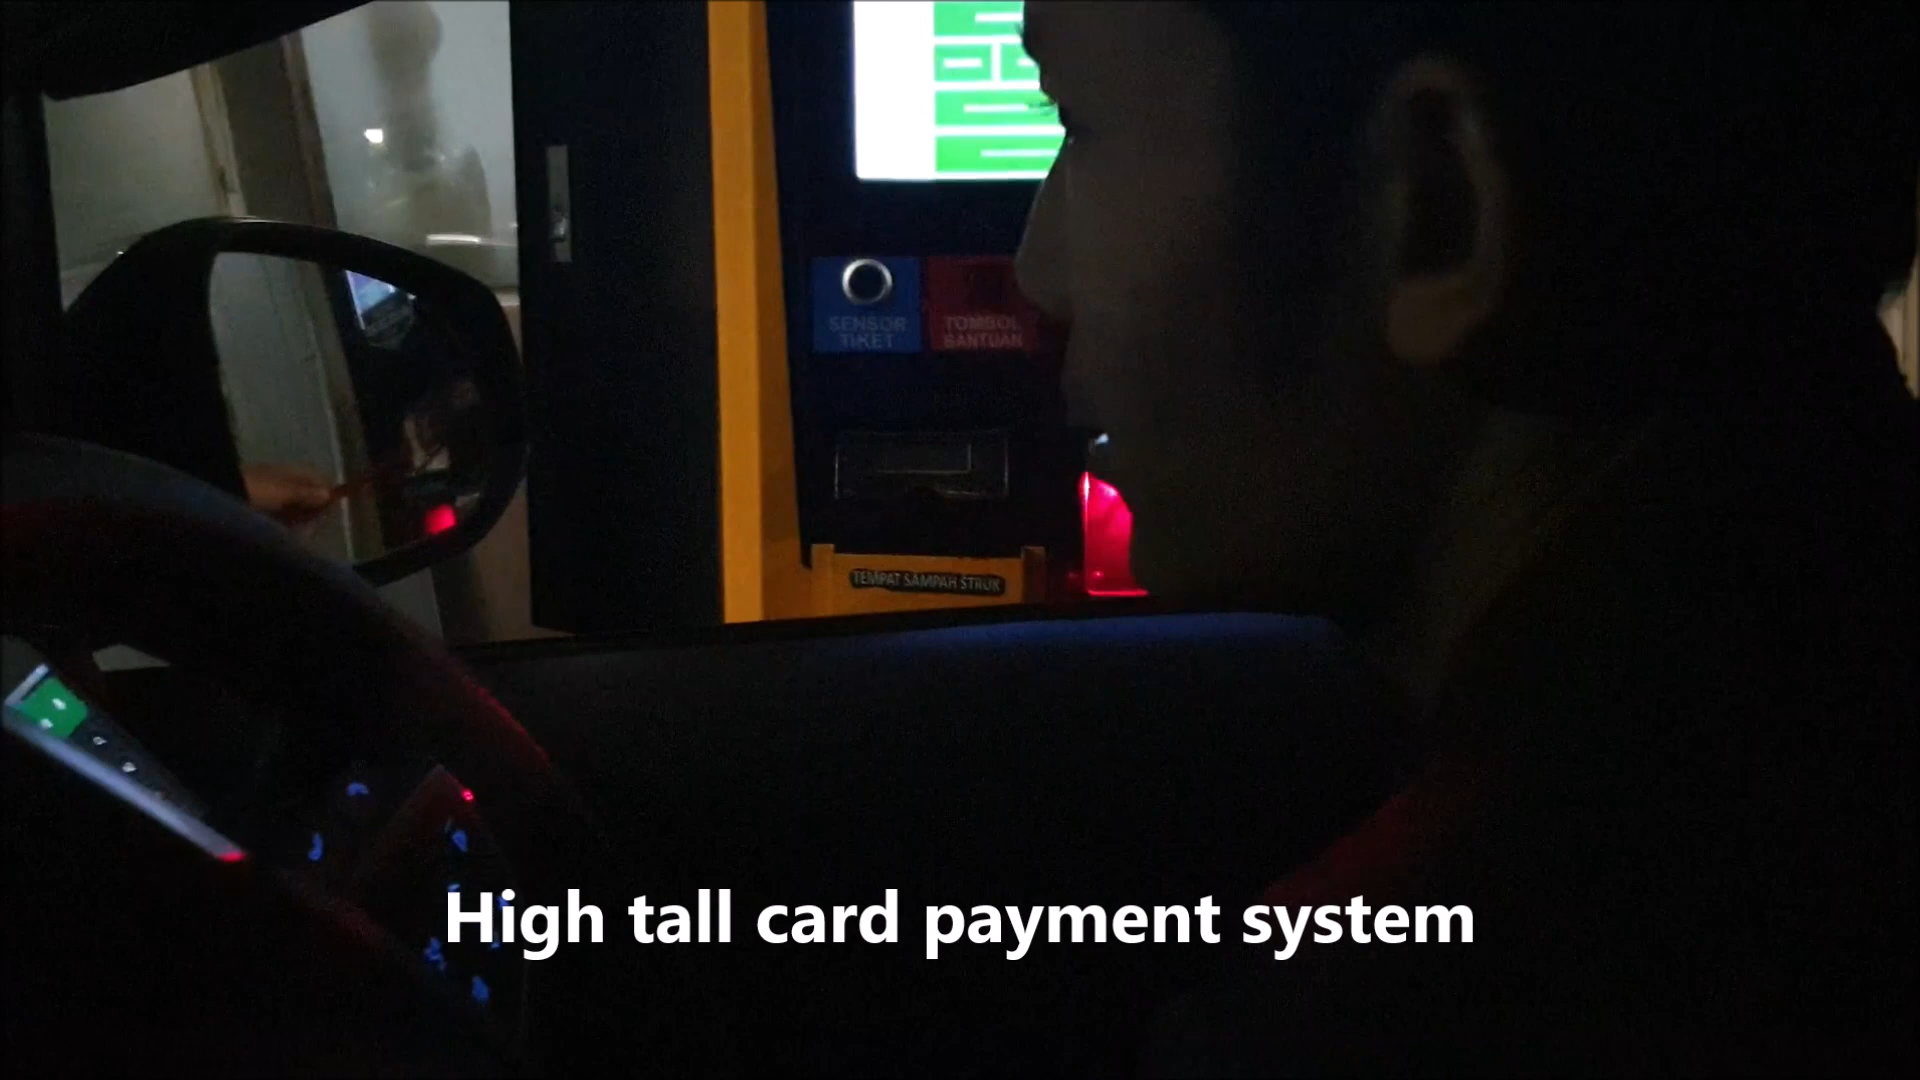 SENSOR
TIKET
TOMBOL
BANTUAN
TEMPAT SAMPAH STRUK
High tall card payment system